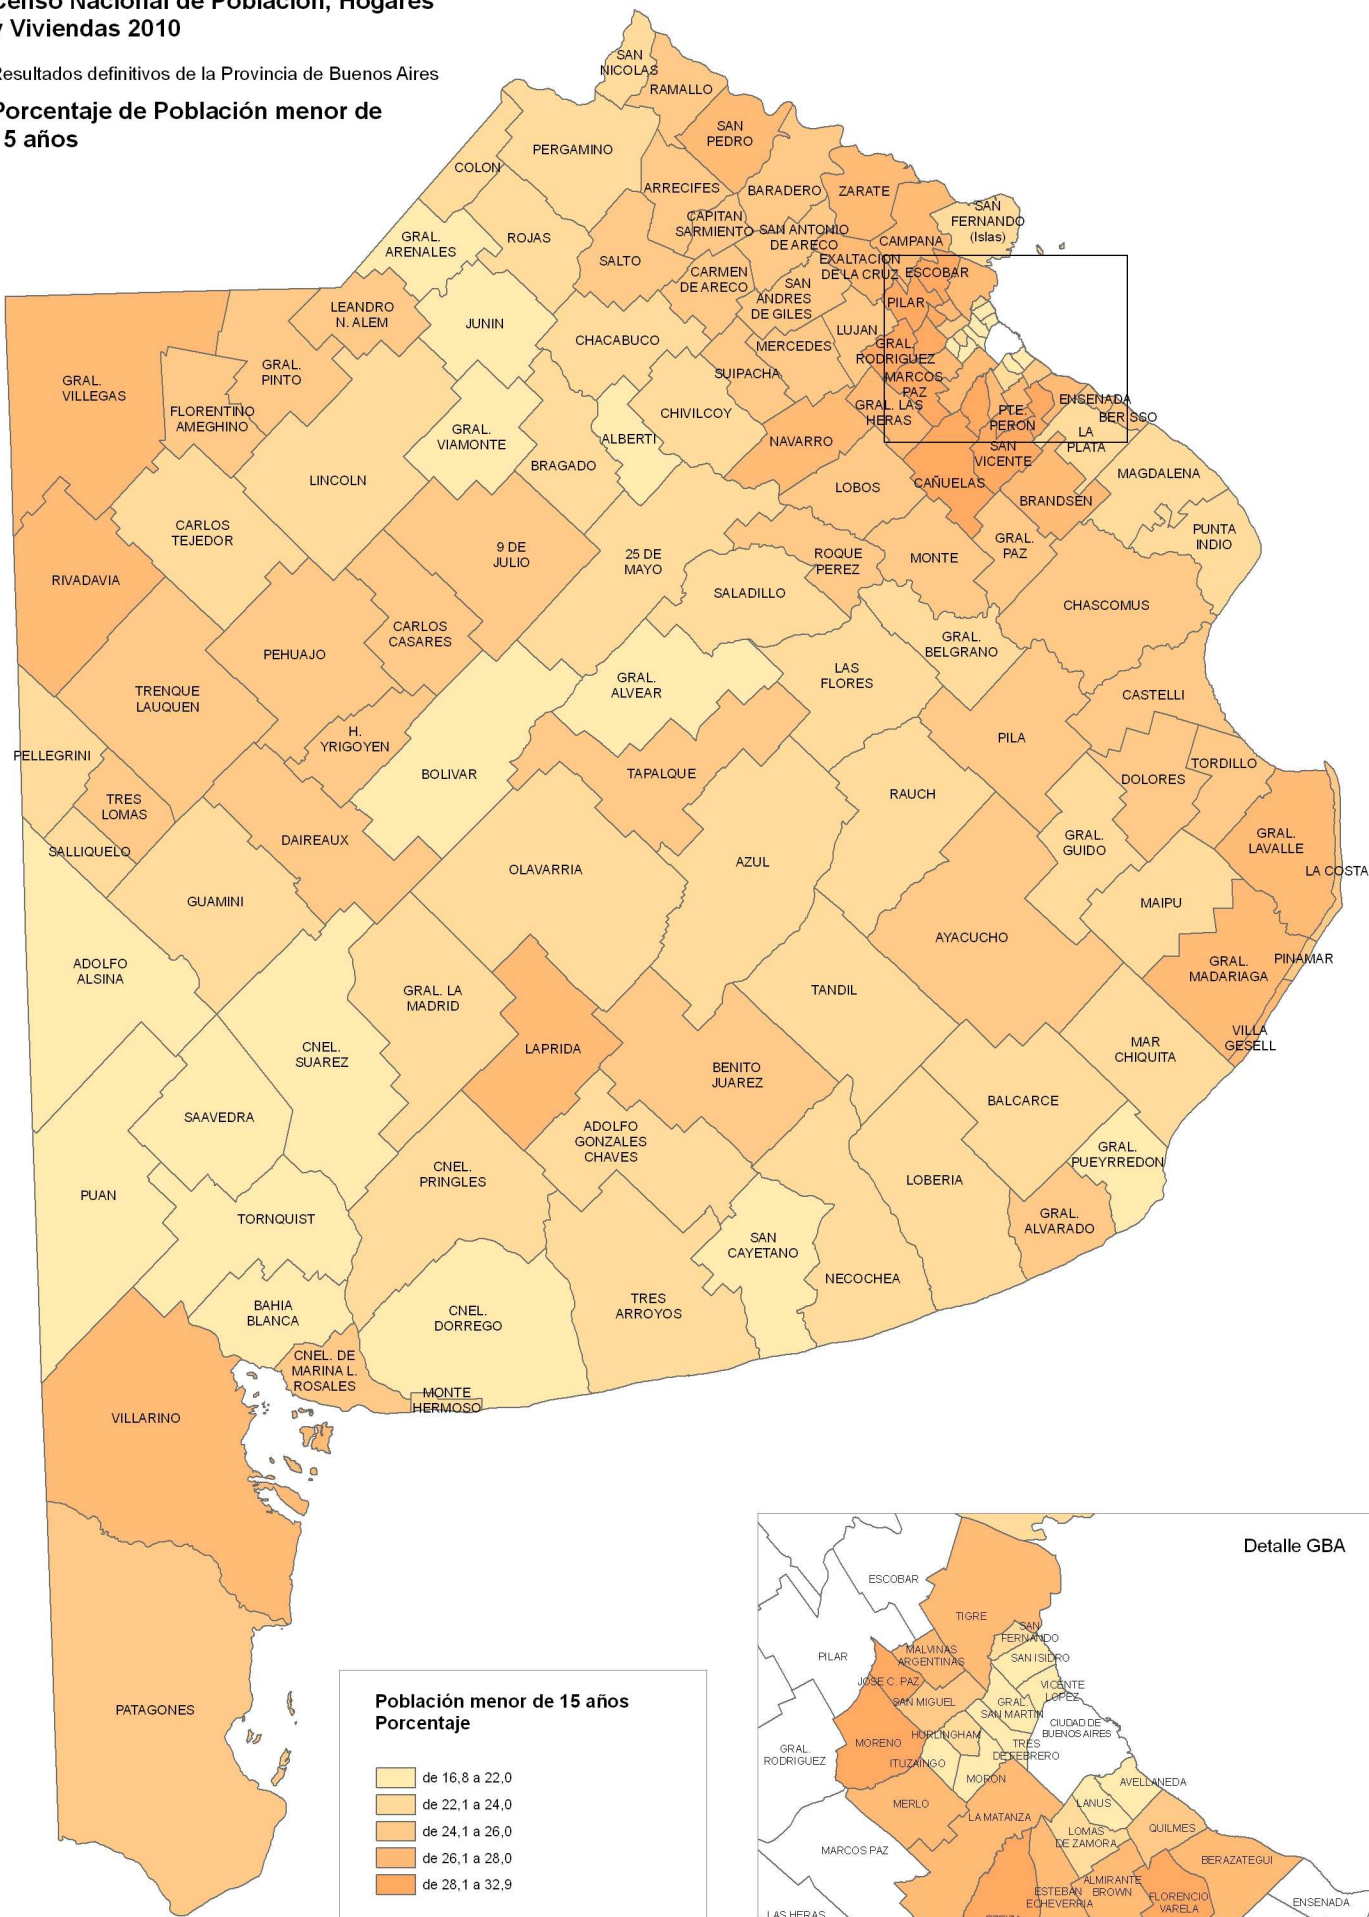 Censo Nacional de Población, Hogares
y Viviendas 2010
Resultados definitivos de la Provincia de Buenos Aires
Porcentaje de Población menor de
15 años
SAN
NICOLAS
RAMALLO
SAN
PEDRO
PERGAMINO
COLON
ARRECIFES
BARADERO
ZARATE
SAN
FERNANDO
(Islas)
CAPITAN
SARMIENTO
SAN ANTONIO
DE ARECO
CAMPANA
GRAL.
ARENALES
ROJAS
SALTO
CARMEN
DE ARECO
EXALTACION
DE LA CRUZ
ESCOBAR
SAN
ANDRES
DE GILES
PILAR
LEANDRO
N. ALEM
JUNIN
CHACABUCO
MERCEDES
LUJAN
GRAL.
RODRIGUEZ
GRAL.
VILLEGAS
GRAL.
PINTO
SUIPACHA
MARCOS
PAZ
FLORENTINO
AMEGHINO
CHIVILCOY
GRAL. LAS
HERAS
PTE.
PERON
ENSENADA
BERISSO
GRAL.
VIAMONTE
ALBERTI
NAVARRO
LA
PLATA
BRAGADO
LINCOLN
SAN
VICENTE
LOBOS
CAÑUELAS
MAGDALENA
BRANDSEN
CARLOS
TEJEDOR
9 DE
JULIO
25 DE
MAYO
ROQUE
PEREZ
MONTE
GRAL.
PAZ
PUNTA
INDIO
RIVADAVIA
SALADILLO
CHASCOMUS
CARLOS
CASARES
PEHUAJO
GRAL.
BELGRANO
TRENQUE
LAUQUEN
GRAL.
ALVEAR
LAS
FLORES
CASTELLI
H.
YRIGOYEN
PILA
PELLEGRINI
BOLIVAR
TAPALQUE
DOLORES
TORDILLO
RAUCH
TRES
LOMAS
DAIREAUX
GRAL.
GUIDO
GRAL.
LAVALLE
SALLIQUELO
OLAVARRIA
AZUL
LA COSTA
GUAMINI
MAIPU
AYACUCHO
ADOLFO
ALSINA
GRAL.
MADARIAGA
PINAMAR
GRAL. LA
MADRID
TANDIL
VILLA
GESELL
CNEL.
SUAREZ
LAPRIDA
BENITO
JUAREZ
MAR
CHIQUITA
BALCARCE
SAAVEDRA
ADOLFO
GONZALES
CHAVES
GRAL.
PUEYRREDON
CNEL.
PRINGLES
PUAN
LOBERIA
TORNQUIST
GRAL.
ALVARADO
SAN
CAYETANO
NECOCHEA
BAHIA
BLANCA
CNEL.
DORREGO
TRES
ARROYOS
CNEL. DE
MARINA L.
ROSALES
MONTE
HERMOSO
VILLARINO
PATAGONES
Población menor de 15 años
Porcentaje
de 16,8 a 22,0
de 22,1 a 24,0
de 24,1 a 26,0
de 26,1 a 28,0
de 28,1 a 32,9
Detalle GBA
ESCOBAR
TIGRE
SAN
FERNANDO
PILAR
MALVINAS
ARGENTINAS
SAN ISIDRO
JOSE C. PAZ
VICENTE
LOPEZ
SAN MIGUEL
GRAL.
SAN MARTIN
CIUDAD DE
BUENOS AIRES
HURLINGHAM
MORENO
TRES
DE FEBRERO
GRAL.
RODRIGUEZ
ITUZAINGO
MORON
AVELLANEDA
MERLO
LANUS
LA MATANZA
LOMAS
DE ZAMORA
QUILMES
MARCOS PAZ
BERAZATEGUI
ALMIRANTE
BROWN
ESTEBAN
ECHEVERRIA
FLORENCIO
VARELA
ENSENADA
LAS HERAS